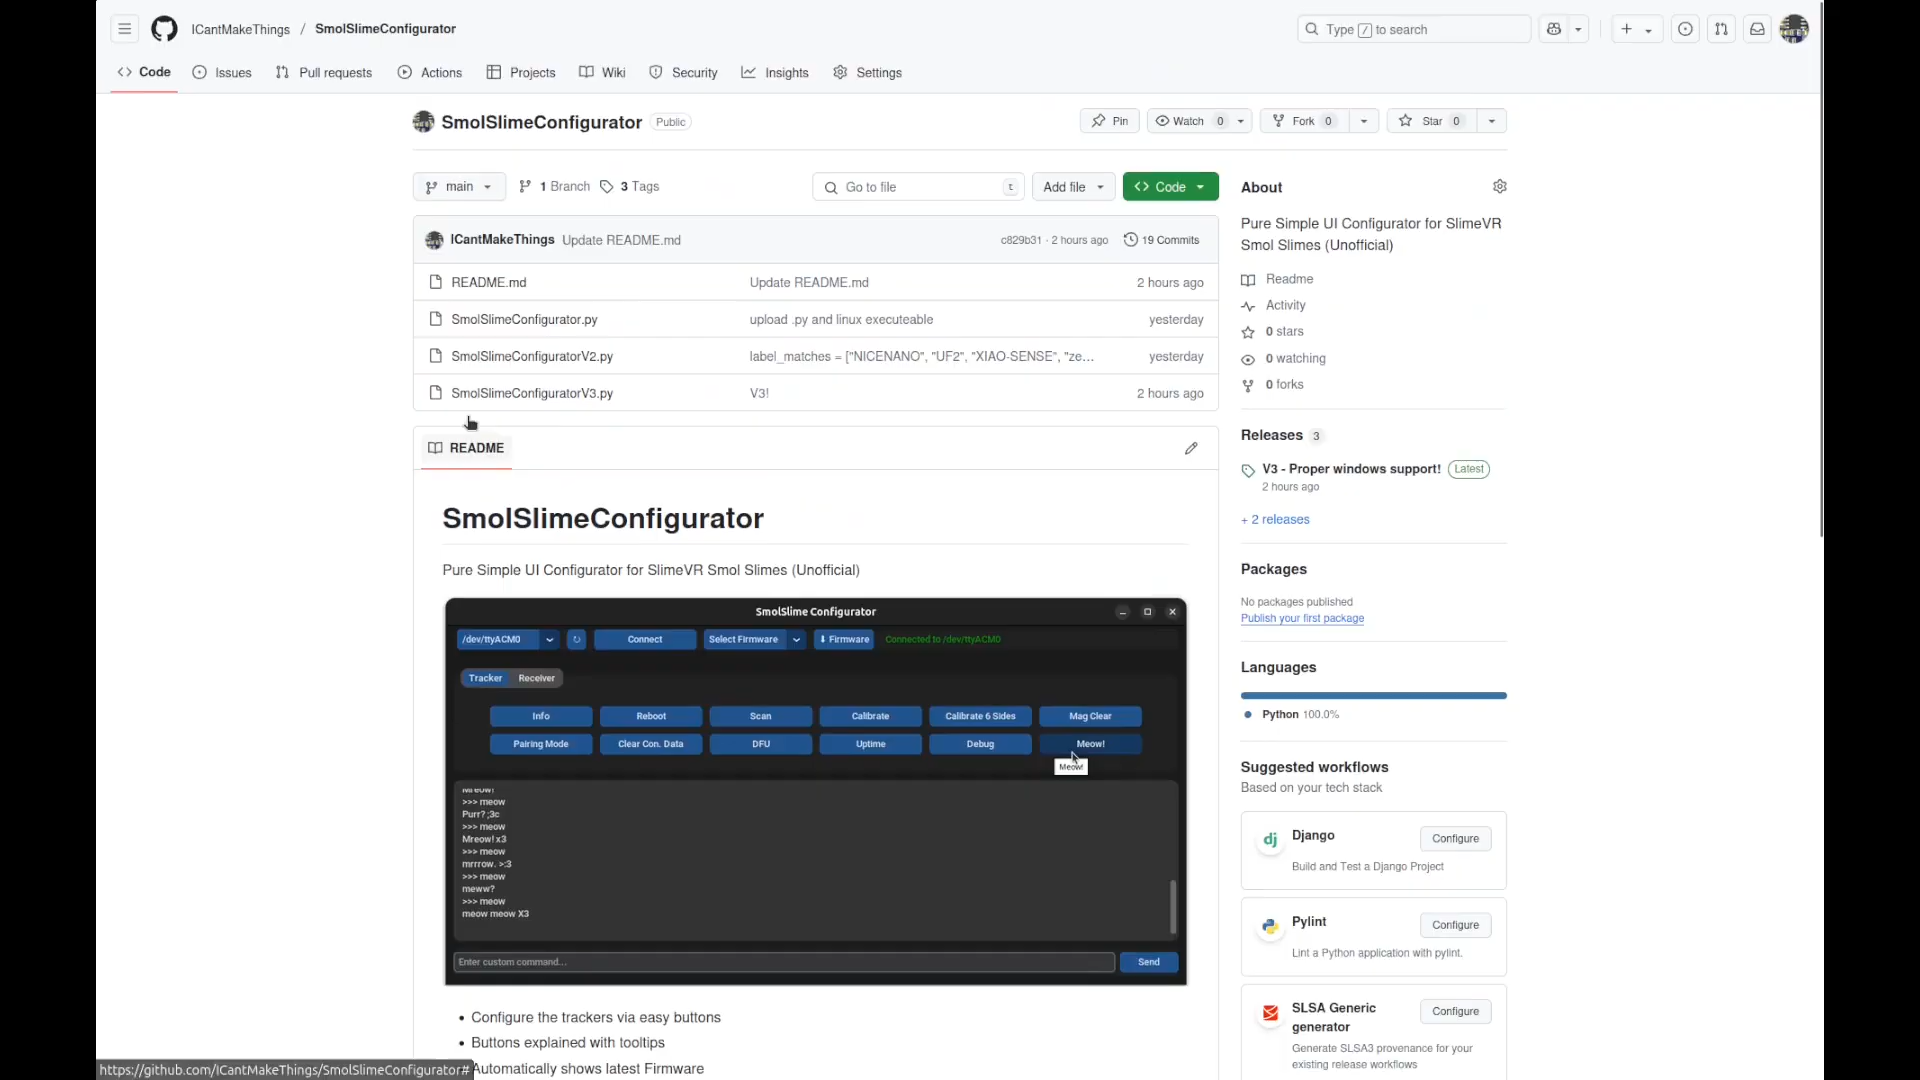 ICantMakeThings / SmolSlimeConfigurator
Type / to search
Code Issues Pull requests Actions Projects Wiki Security Insights Settings
SmolSlimeConfigurator Public
Pin Watch 0 Fork 0 Star 0
main 1 Branch 3 Tags Go to file t Add file Code
ICantMakeThings Update README.md c829b31 · 2 hours ago 19 Commits
README.md Update README.md 2 hours ago
SmolSlimeConfigurator.py upload .py and linux executeable yesterday
SmolSlimeConfiguratorV2.py label_matches = ["NICENANO", "UF2", "XIAO-SENSE", "ze... yesterday
SmolSlimeConfiguratorV3.py V3! 2 hours ago
README
SmolSlimeConfigurator
Pure Simple UI Configurator for SlimeVR Smol Slimes (Unofficial)
SmolSlime Configurator
/dev/ttyACM0 Connect Select Firmware Firmware Connected to /dev/ttyACM0
Tracker Receiver
Info Reboot Scan Calibrate Calibrate 6 Sides Mag Clear
Pairing Mode Clear Con. Data DFU Uptime Debug Meow!
Meow!
Mreow!
>>> meow
Purr? ;3c
>>> meow
Mreow! x3
>>> meow
mrrrow. >:3
>>> meow
meww?
>>> meow
meow meow X3
Enter custom command... Send
• Configure the trackers via easy buttons
• Buttons explained with tooltips
Automatically shows latest Firmware
https://github.com/ICantMakeThings/SmolSlimeConfigurator#
About
Pure Simple UI Configurator for SlimeVR
Smol Slimes (Unofficial)
Readme
Activity
0 stars
0 watching
0 forks
Releases 3
V3 - Proper windows support! Latest
2 hours ago
+ 2 releases
Packages
No packages published
Publish your first package
Languages
Python 100.0%
Suggested workflows
Based on your tech stack
dj Django Configure
Build and Test a Django Project
Pylint Configure
Lint a Python application with pylint.
SLSA Generic
generator Configure
Generate SLSA3 provenance for your
existing release workflows